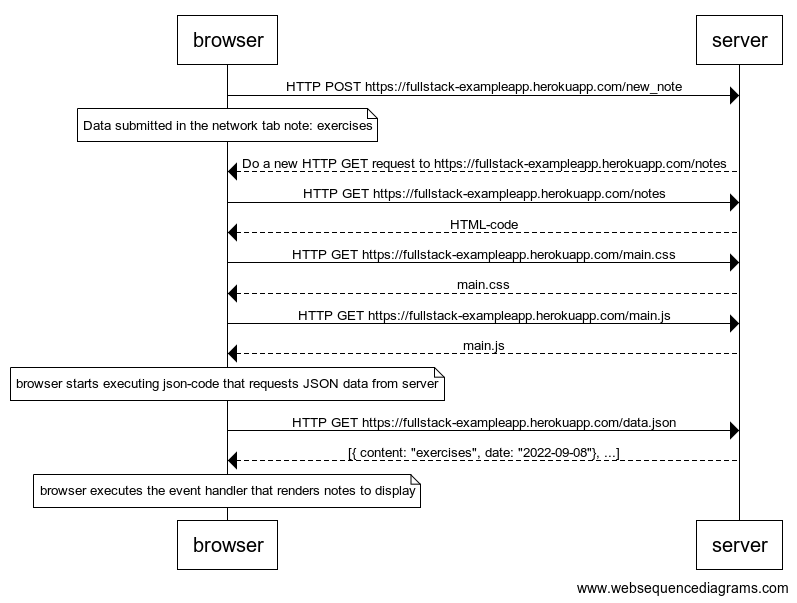 browser
server
HTTP POST https://fullstack-exampleapp.herokuapp.com/new_note
Data submitted in the network tab note: exercises
Do a new HTTP GET request to https://fullstack-exampleapp.herokuapp.com/notes
HTTP GET https://fullstack-exampleapp.herokuapp.com/notes
HTML-code
HTTP GET https://fullstack-exampleapp.herokuapp.com/main.css
main.css
HTTP GET https://fullstack-exampleapp.herokuapp.com/main.js
main.js
browser starts executing json-code that requests JSON data from server
HTTP GET https://fullstack-exampleapp.herokuapp.com/data.json
[{ content: "exercises", date: "2022-09-08"}, ...]
browser executes the event handler that renders notes to display
browser
server
www.websequencediagrams.com